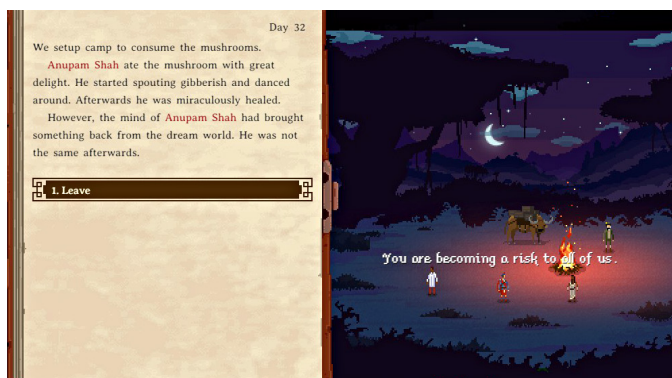 Day 32
We setup camp to consume the mushrooms.
Anupam Shah ate the mushroom with great
delight. He started spouting gibberish and danced
around. Afterwards he was miraculously healed.
However, the mind of Anupam Shah had brought
something back from the dream world. He was not
the same afterwards.
1. Leave
You are becoming a risk to all of us.